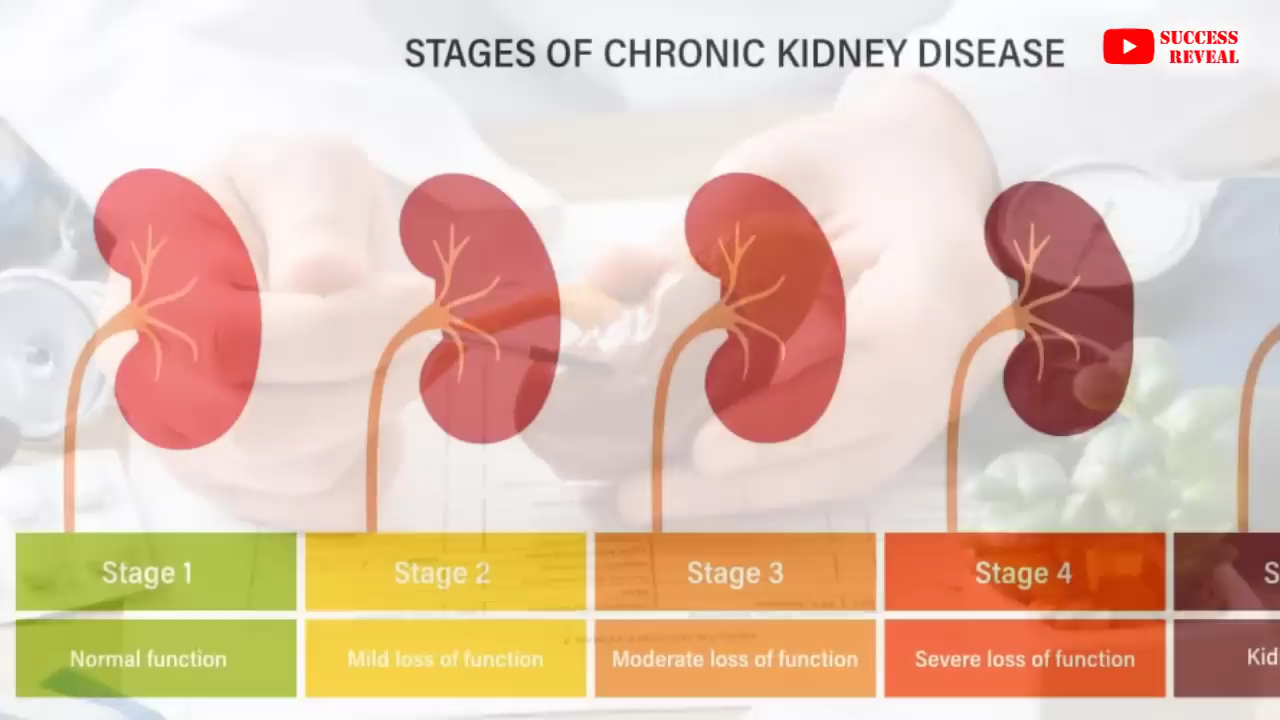 STAGES OF CHRONIC KIDNEY DISEASE
SUCCESS
REVEAL
Stage 1
Stage 2
Stage 3
Stage 4
S
Normal function
Mild loss of function
Moderate loss of function
Severe loss of function
Kid